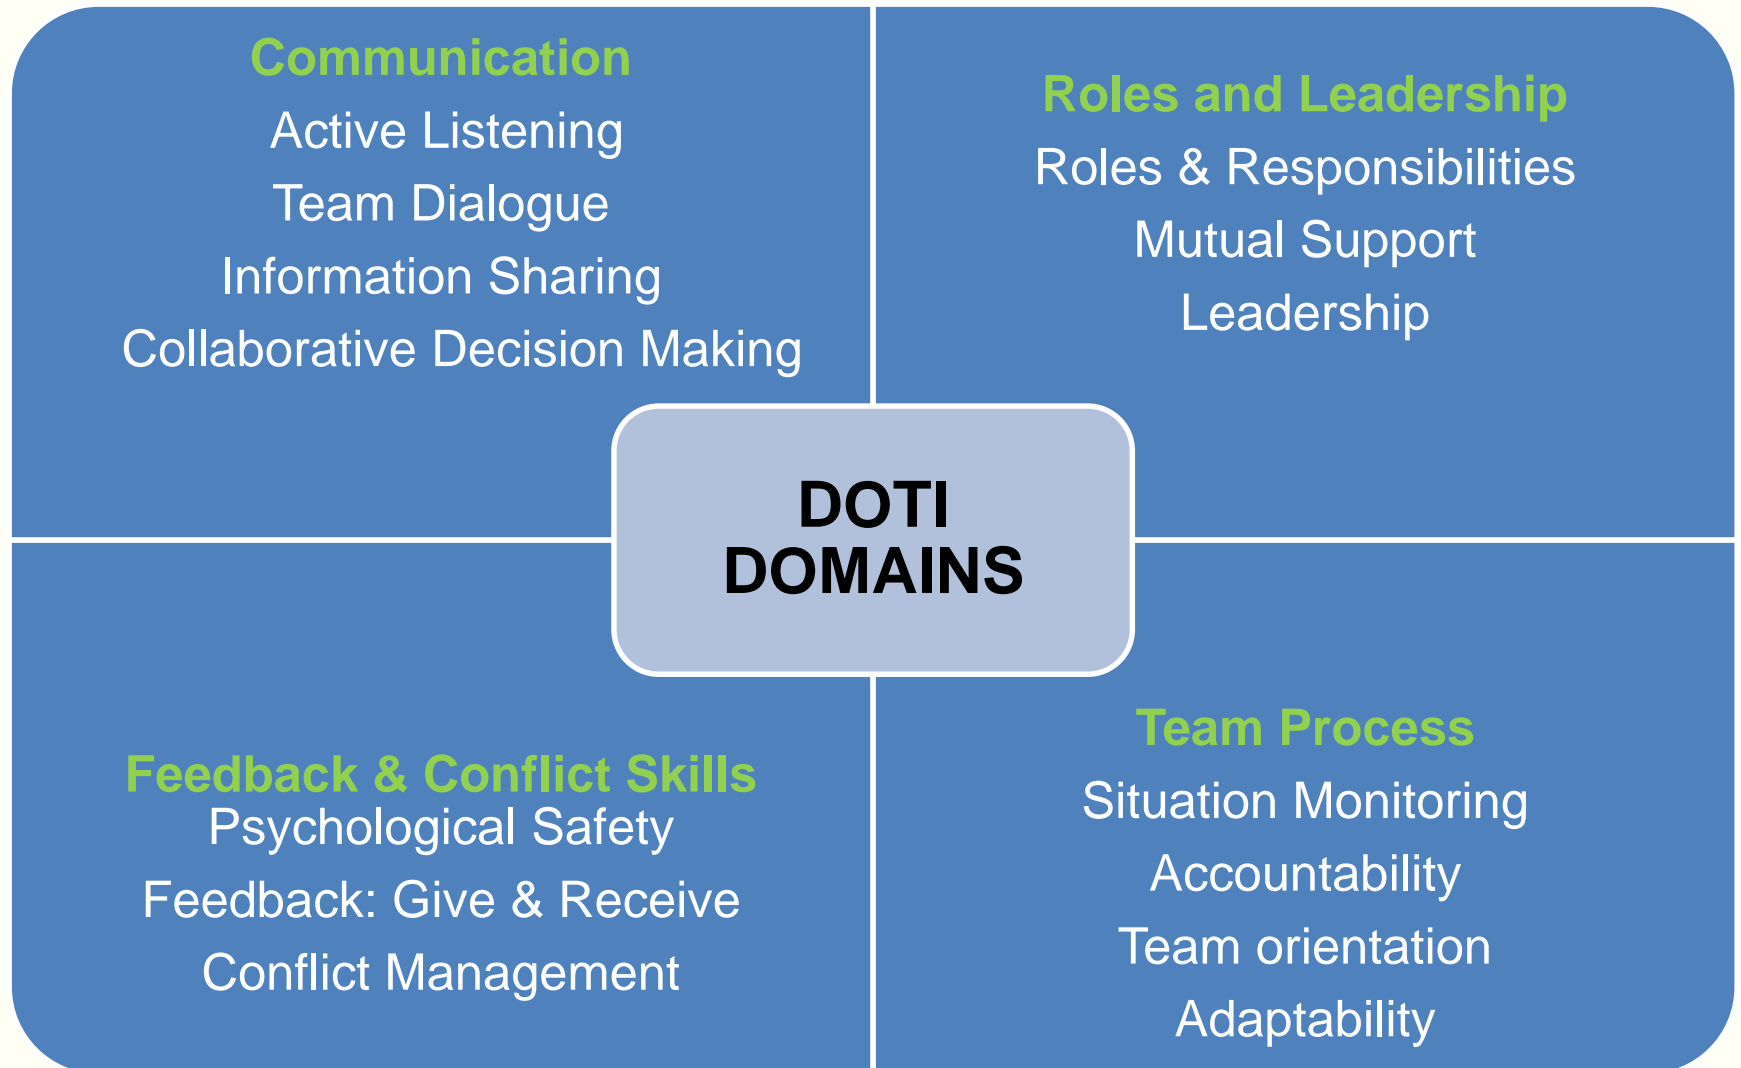 Communication
Active Listening
Team Dialogue
Information Sharing
Collaborative Decision Making
Roles and Leadership
Roles & Responsibilities
Mutual Support
Leadership
DOTI
DOMAINS
Feedback & Conflict Skills
Psychological Safety
Feedback: Give & Receive
Conflict Management
Team Process
Situation Monitoring
Accountability
Team orientation
Adaptability